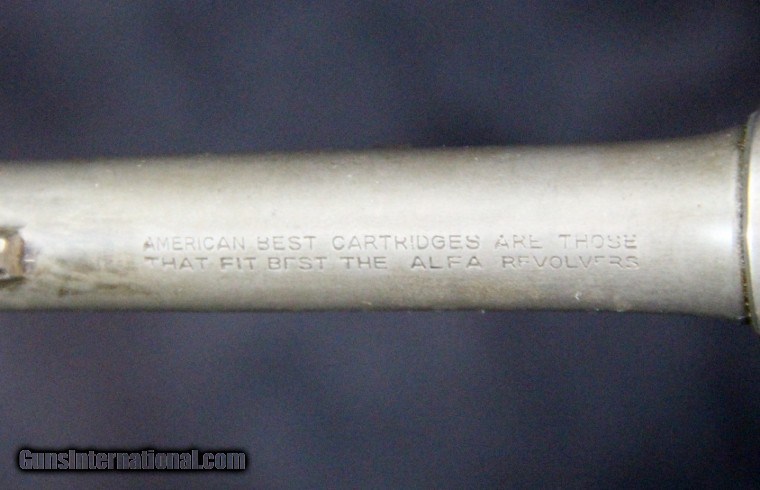 AMERICAN BEST CARTRIDGES ARE THOSE
THAT FIT BEST THE ALFA REVOLVERS
GunsInternational.com